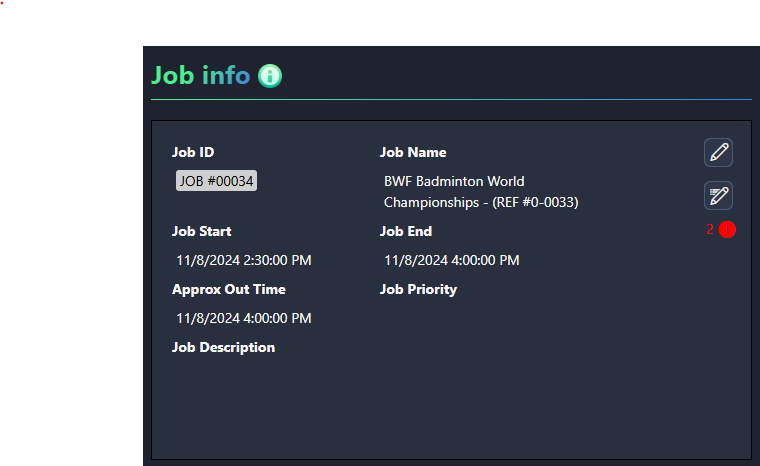 Job info
Job ID
Job Name
JOB #00034
BWF Badminton World
Championships - (REF #0-0033)
Job Start
Job End
2
11/8/2024 2:30:00 PM
11/8/2024 4:00:00 PM
Approx Out Time
Job Priority
11/8/2024 4:00:00 PM
Job Description